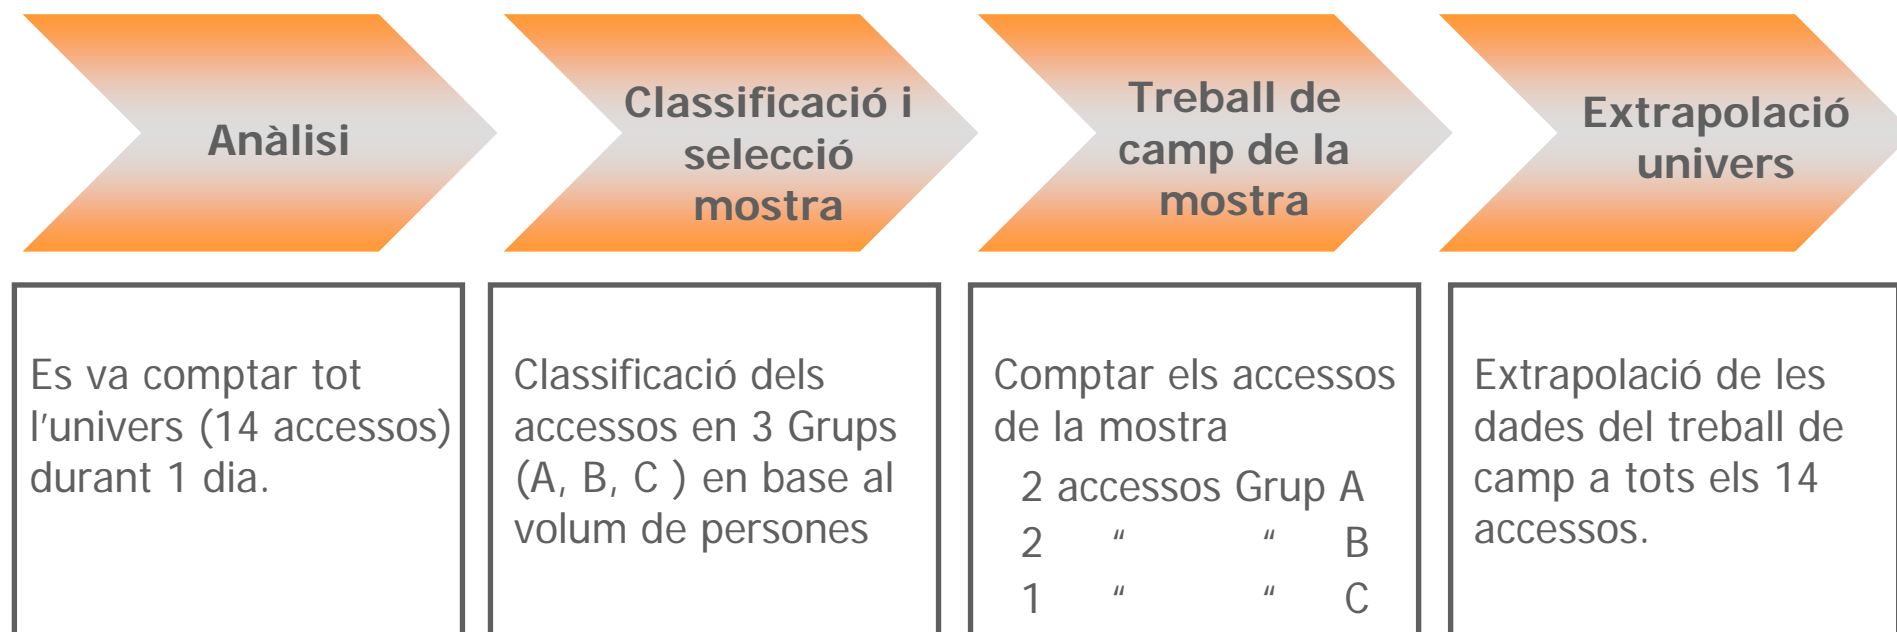 Anàlisi
Classificació i
selecció
mostra
Treball de
camp de la
mostra
Extrapolació
univers
Es va comptar tot
l'univers (14 accessos)
durant 1 dia.
Classificació dels
accessos en 3 Grups
(A, B, C ) en base al
volum de persones
Comptar els accessos
de la mostra
2 accessos Grup A
2 “ “ B
1 “ “ C
Extrapolació de les
dades del treball de
camp a tots els 14
accessos.